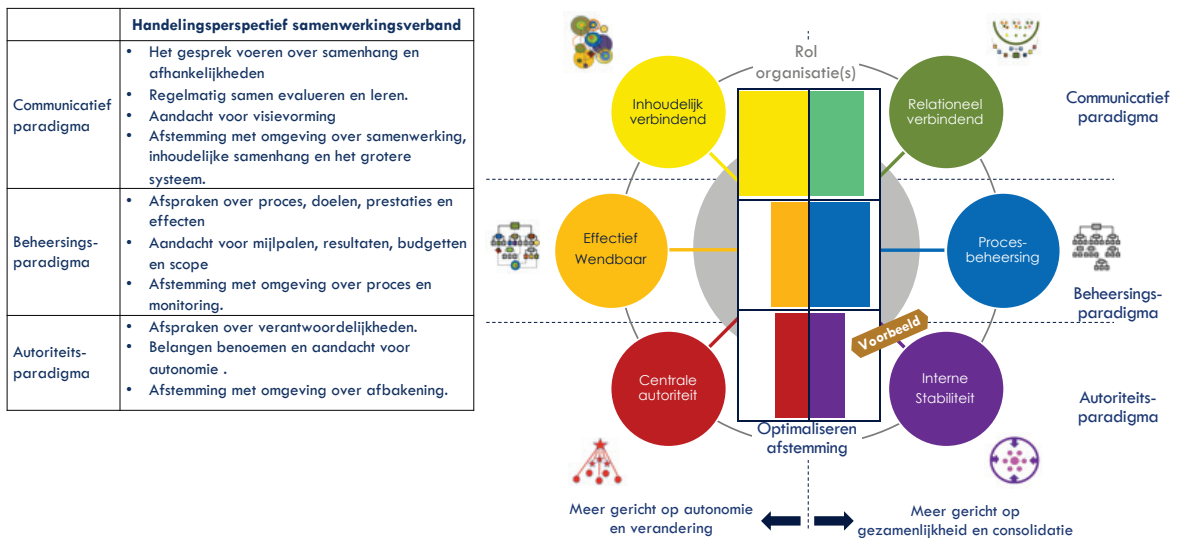 Handelingsperspectief samenwerkingsverband
Communicatief
paradigma
• Het gesprek voeren over samenhang en
afhankelijkheden
• Regelmatig samen evalueren en leren.
• Aandacht voor visievorming
• Afstemming met omgeving over samenwerking,
inhoudelijke samenhang en het grotere
systeem.
Beheersings-
paradigma
• Afspraken over proces, doelen, prestaties en
effecten
• Aandacht voor mijlpalen, resultaten, budgetten
en scope
• Afstemming met omgeving over proces en
monitoring.
Autoriteits-
paradigma
• Afspraken over verantwoordelijkheden.
• Belangen benoemen en aandacht voor
autonomie .
• Afstemming met omgeving over afbakening.
Rol
organisatie(s)
Inhoudelijk
verbindend
Relationeel
verbindend
Communicatief
paradigma
Effectief
Wendbaar
Proces-
beheersing
Beheersings-
paradigma
Voorbeeld
Centrale
autoriteit
Interne
Stabiliteit
Autoriteits-
paradigma
Optimaliseren
afstemming
Meer gericht op autonomie
en verandering
Meer gericht op
gezamenlijkheid en consolidatie